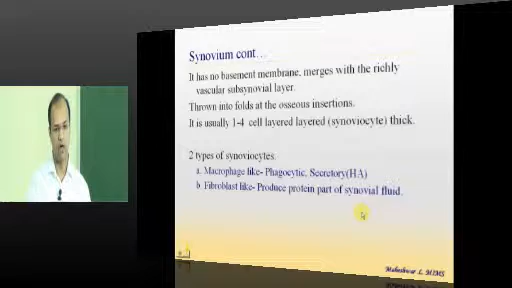 Synovium cont…
It has no basement membrane, merges with the richly
vascular subsynovial layer.
Thrown into folds at the osseous insertions.
It is usually 1-4 cell layered layered (synoviocyte) thick.
2 types of synoviocytes.
a. Macrophage like- Phagocytic, Secretory(HA)
b. Fibroblast like- Produce protein part of synovial fluid.
Maheshwar L. MIMS